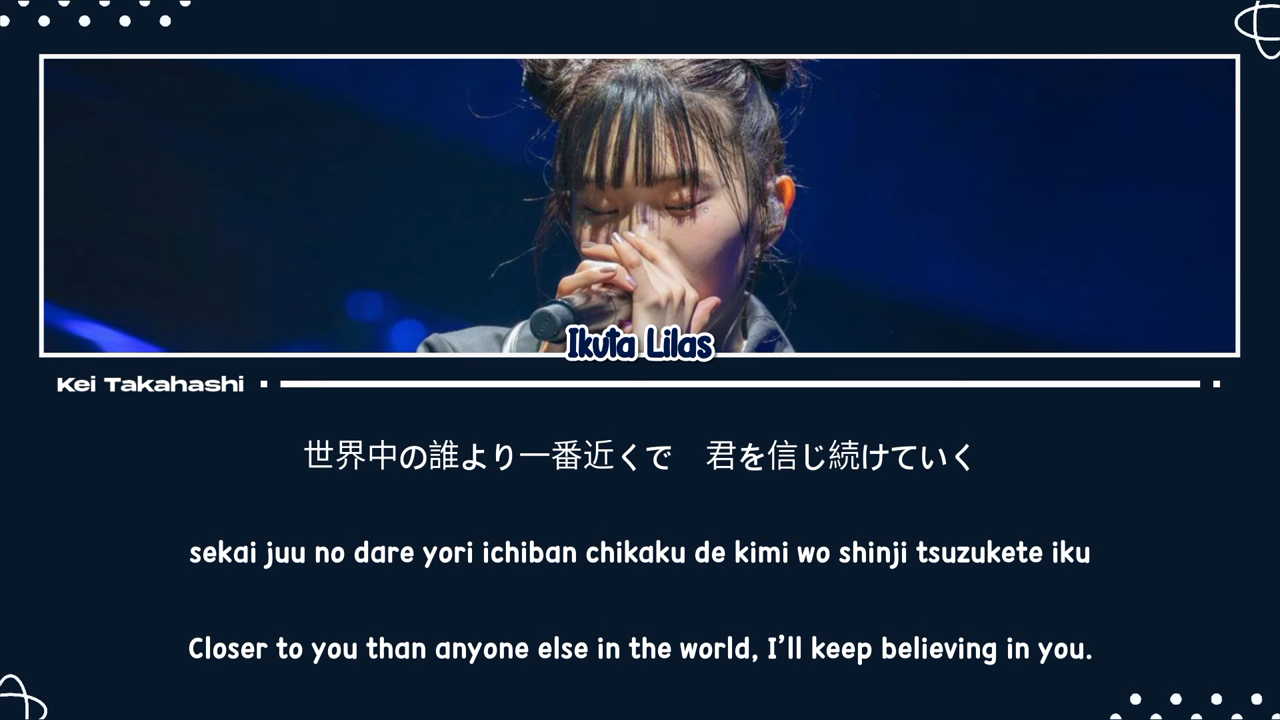 Ikuta Lilas
Kei Takahashi
世界中の誰より一番近くで　君を信じ続けていく
sekai juu no dare yori ichiban chikaku de kimi wo shinji tsuzukete iku
Closer to you than anyone else in the world, I’ll keep believing in you.